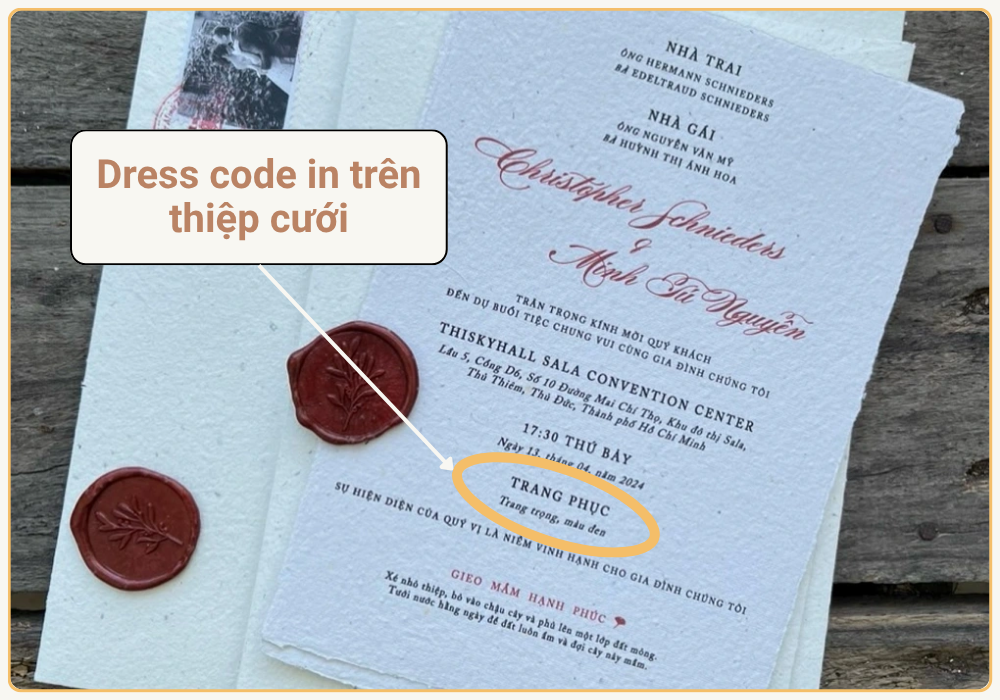 NHÀ TRAI
ÔNG HERMANN SCHNIEDERS
BÀ EDELTRAUD SCHNIEDERS
NHÀ GÁI
ÔNG NGUYỄN VĂN MỸ
BÀ HUỲNH THỊ ÁNH HOA
Dress code in trên
thiệp cưới
Christopher Schnieders
&
Minh Tú Nguyễn
TRÂN TRỌNG KÍNH MỜI QUÝ KHÁCH
ĐẾN DỰ BUỔI TIỆC CHUNG VUI CÙNG GIA ĐÌNH CHÚNG TÔI
THISKYHALL SALA CONVENTION CENTER
Lầu 5, Cổng D6, Số 10 Đường Mai Chí Thọ, Khu đô thị Sala,
Thủ Thiêm, Thủ Đức, Thành phố Hồ Chí Minh
17:30 THỨ BẢY
Ngày 13, tháng 04, năm 2024
TRANG PHỤC
Trang trọng, màu đen
SỰ HIỆN DIỆN CỦA QUÝ VỊ LÀ NIỀM VINH HẠNH CHO GIA ĐÌNH CHÚNG TÔI
GIEO MẦM HẠNH PHÚC
Xé nhỏ thiệp, bỏ vào chậu cây và phủ lên một lớp đất mỏng.
Tưới nước hằng ngày để đất luôn ẩm và đợi cây nảy mầm.